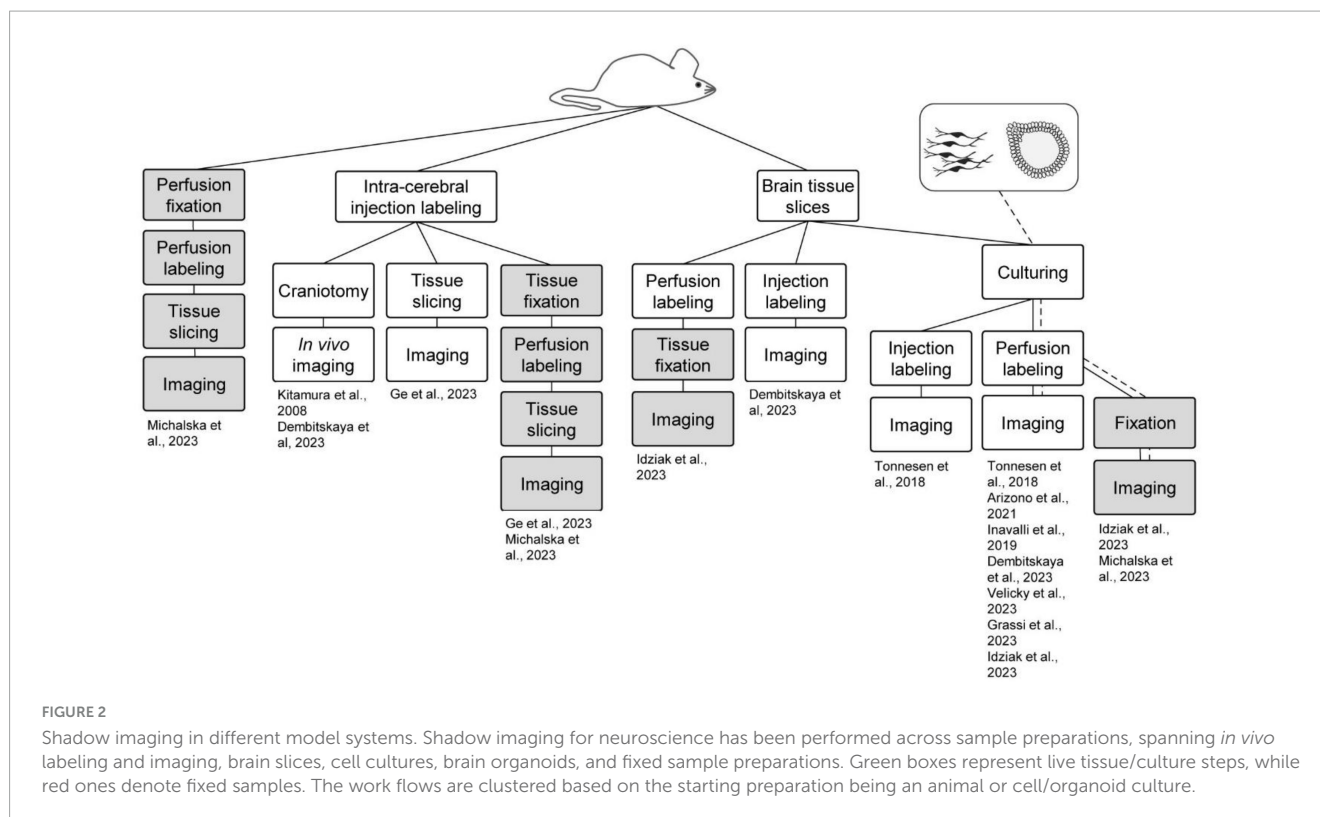 Perfusion
fixation
Perfusion
labeling
Tissue
slicing
Imaging
Michalska
et al., 2023
Intra-cerebral
injection labeling
Craniotomy
In vivo
imaging
Kitamura et al.,
2008
Dembitskaya et
al, 2023
Tissue
slicing
Imaging
Ge et al., 2023
Tissue
fixation
Perfusion
labeling
Tissue
slicing
Imaging
Ge et al., 2023
Michalska
et al., 2023
Brain tissue
slices
Perfusion
labeling
Tissue
fixation
Imaging
Idziak et al.,
2023
Injection
labeling
Imaging
Dembitskaya
et al, 2023
Culturing
Injection
labeling
Imaging
Tonnesen
et al., 2018
Perfusion
labeling
Imaging
Tonnesen
et al., 2018
Arizono et al.,
2021
Inavalli et al.,
2019
Dembitskaya
et al., 2023
Velicky et al.,
2023
Grassi et al.,
2023
Idziak et al.,
2023
Fixation
Imaging
Idziak et al.,
2023
Michalska
et al., 2023
FIGURE 2
Shadow imaging in different model systems. Shadow imaging for neuroscience has been performed across sample preparations, spanning in vivo
labeling and imaging, brain slices, cell cultures, brain organoids, and fixed sample preparations. Green boxes represent live tissue/culture steps, while
red ones denote fixed samples. The work flows are clustered based on the starting preparation being an animal or cell/organoid culture.